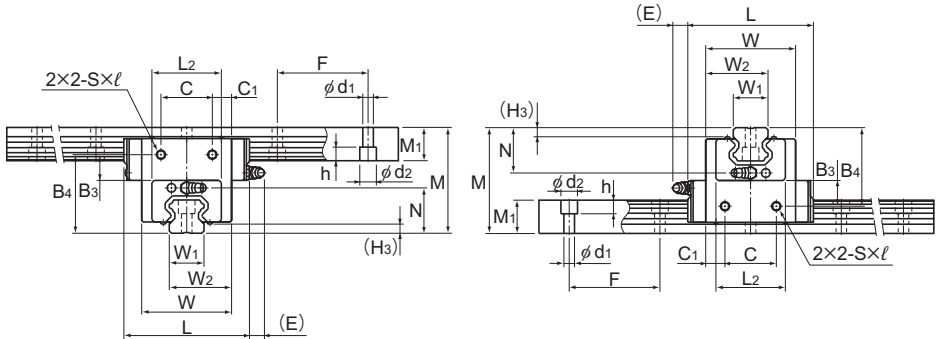 L2
F
2×2-S×ℓ
C
C1
φd1
M1
M
h
φd2
B4
B3
N
(H3)
W1
W2
W
L
(E)
(E)
L
W
W2
W1
(H3)
N
M
φd2
h
M1
B3
B4
φd1
C1
C
2×2-S×ℓ
F
L2